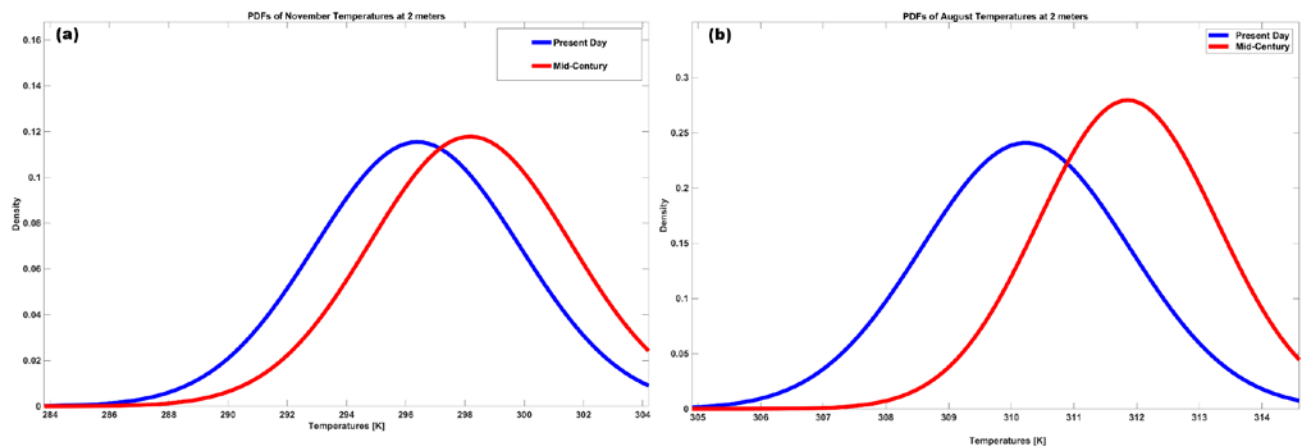 PDFs of November Temperatures at 2 meters
(a)
Present Day
Mid-Century
0.16
0.14
0.12
0.1
0.08
0.06
0.04
0.02
0
Density
284 286 288 290 292 294 296 298 300 302 304
Temperatures [K]
PDFs of August Temperatures at 2 meters
(b)
Present Day
Mid-Century
0.3
0.25
0.2
0.15
0.1
0.05
0
Density
305 306 307 308 309 310 311 312 313 314
Temperatures [K]